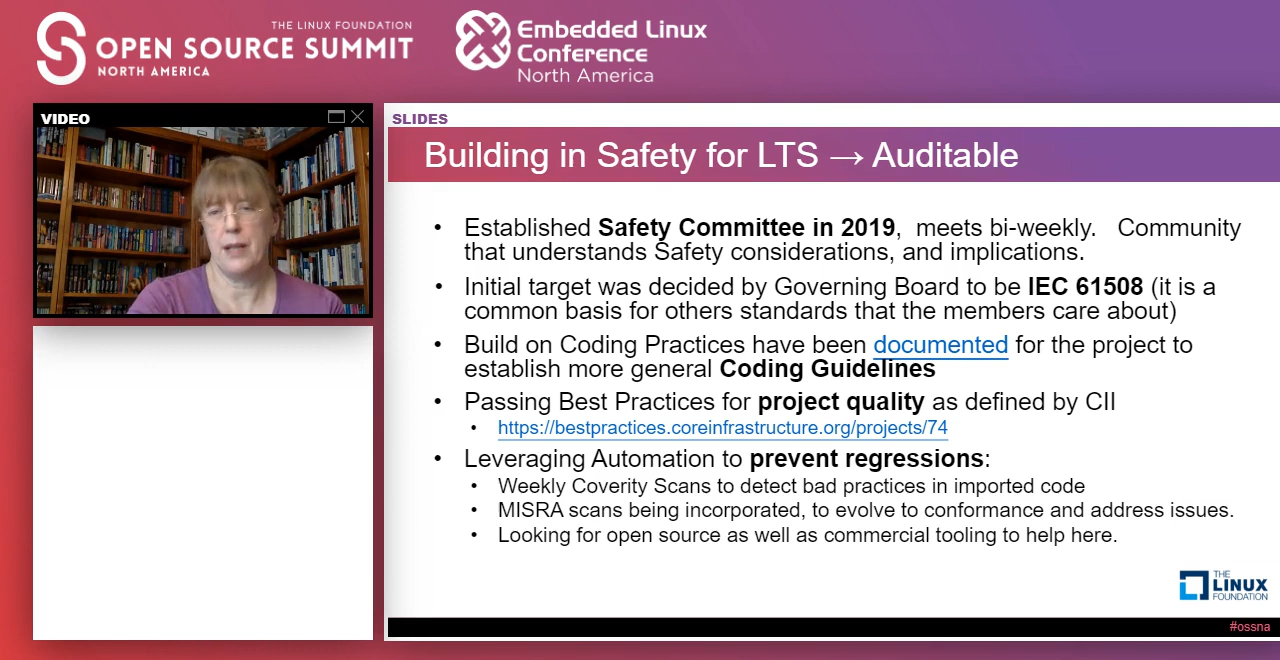 THE LINUX FOUNDATION
OPEN SOURCE SUMMIT
NORTH AMERICA
Embedded Linux
Conference
North America
VIDEO
SLIDES
Building in Safety for LTS → Auditable
• Established Safety Committee in 2019, meets bi-weekly. Community
that understands Safety considerations, and implications.
• Initial target was decided by Governing Board to be IEC 61508 (it is a
common basis for others standards that the members care about)
• Build on Coding Practices have been documented for the project to
establish more general Coding Guidelines
• Passing Best Practices for project quality as defined by CII
• https://bestpractices.coreinfrastructure.org/projects/74
• Leveraging Automation to prevent regressions:
• Weekly Coverity Scans to detect bad practices in imported code
• MISRA scans being incorporated, to evolve to conformance and address issues.
• Looking for open source as well as commercial tooling to help here.
THE
LINUX
FOUNDATION
#ossna